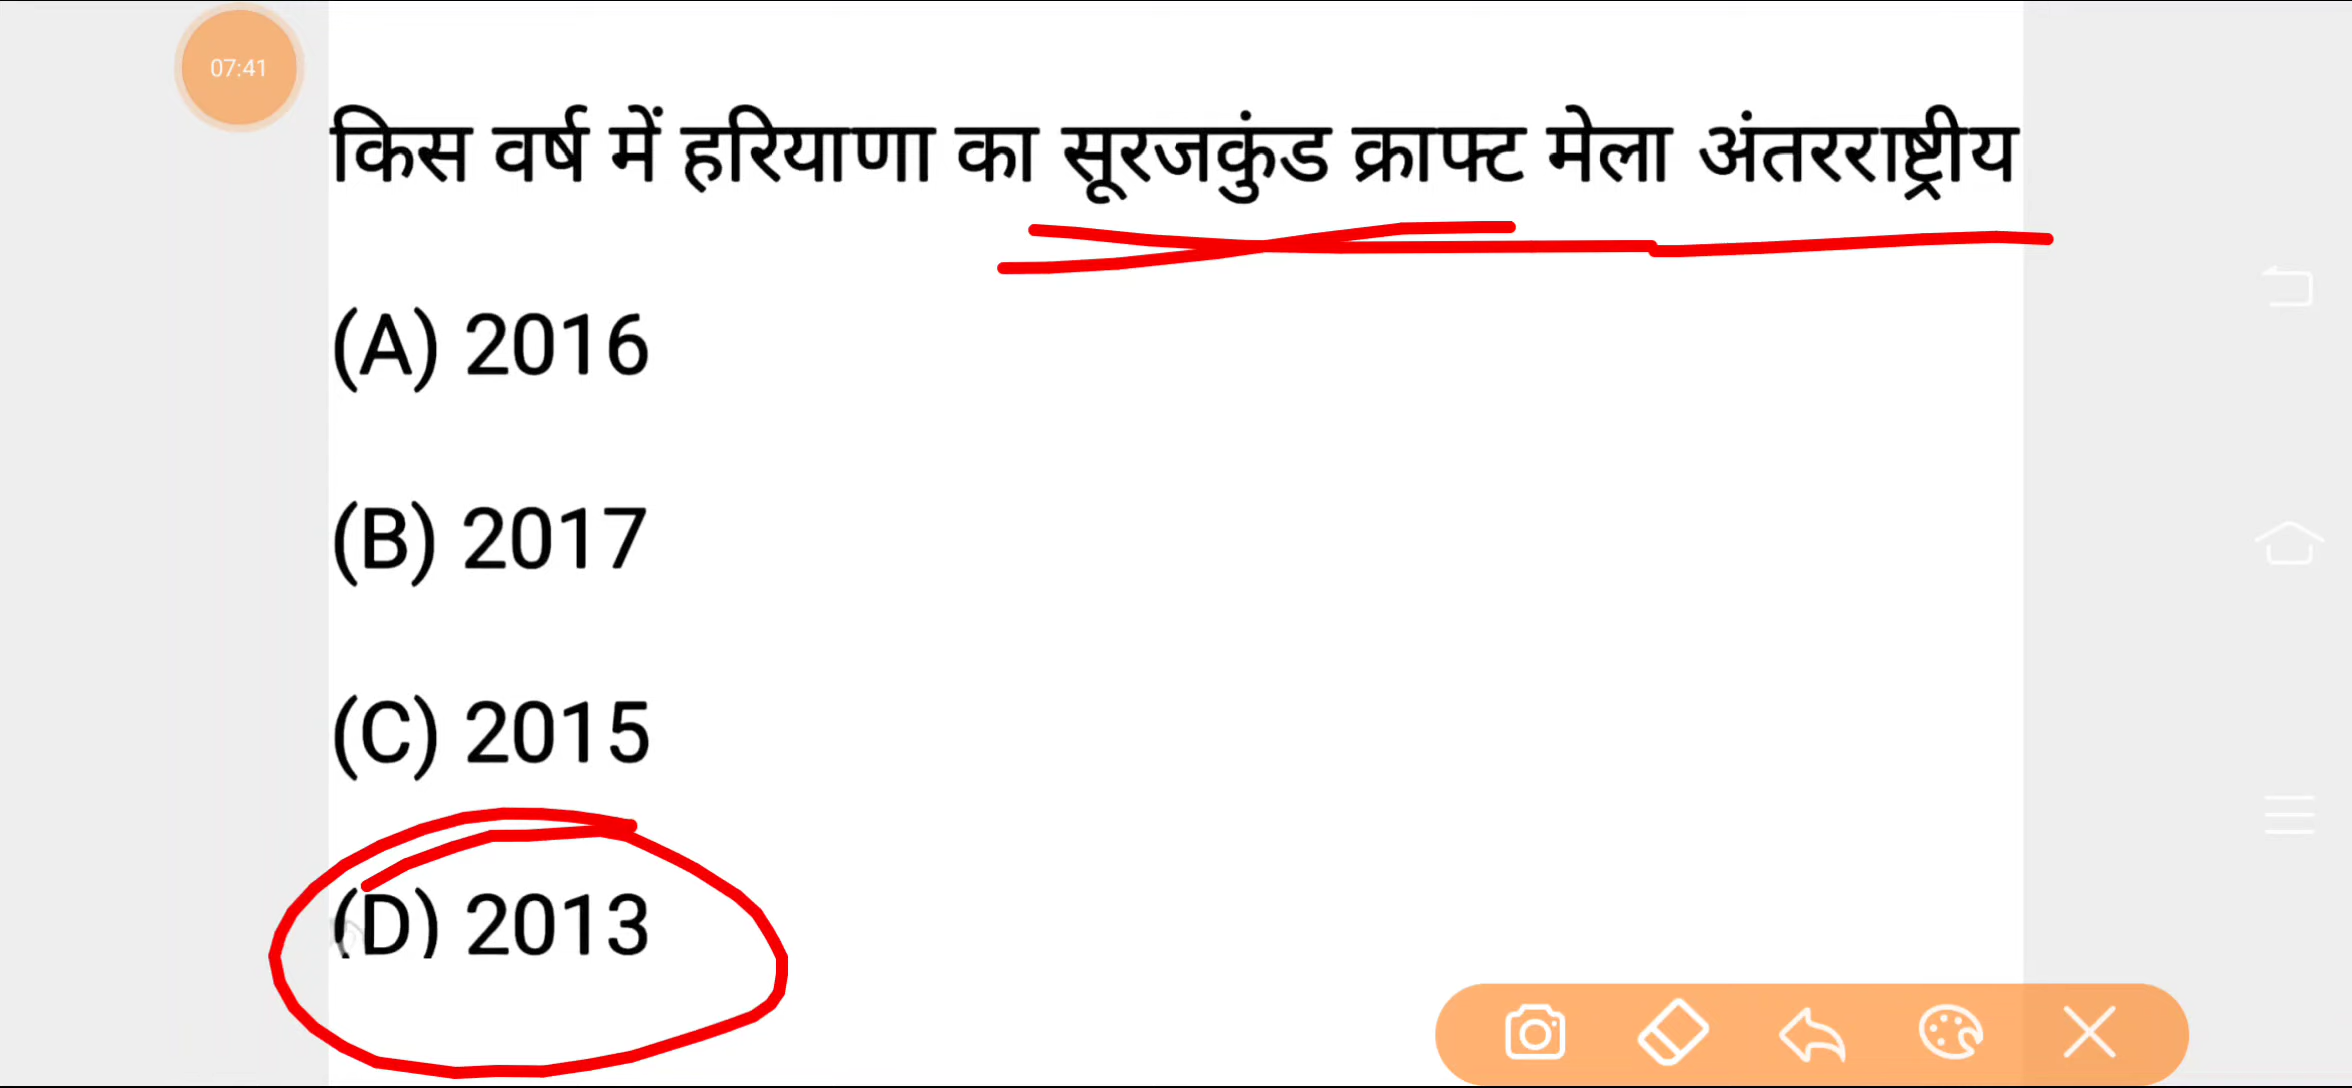 07:41
किस वर्ष में हरियाणा का सूरजकुंड क्राफ्ट मेला अंतरराष्ट्रीय
(A) 2016
(B) 2017
(C) 2015
(D) 2013